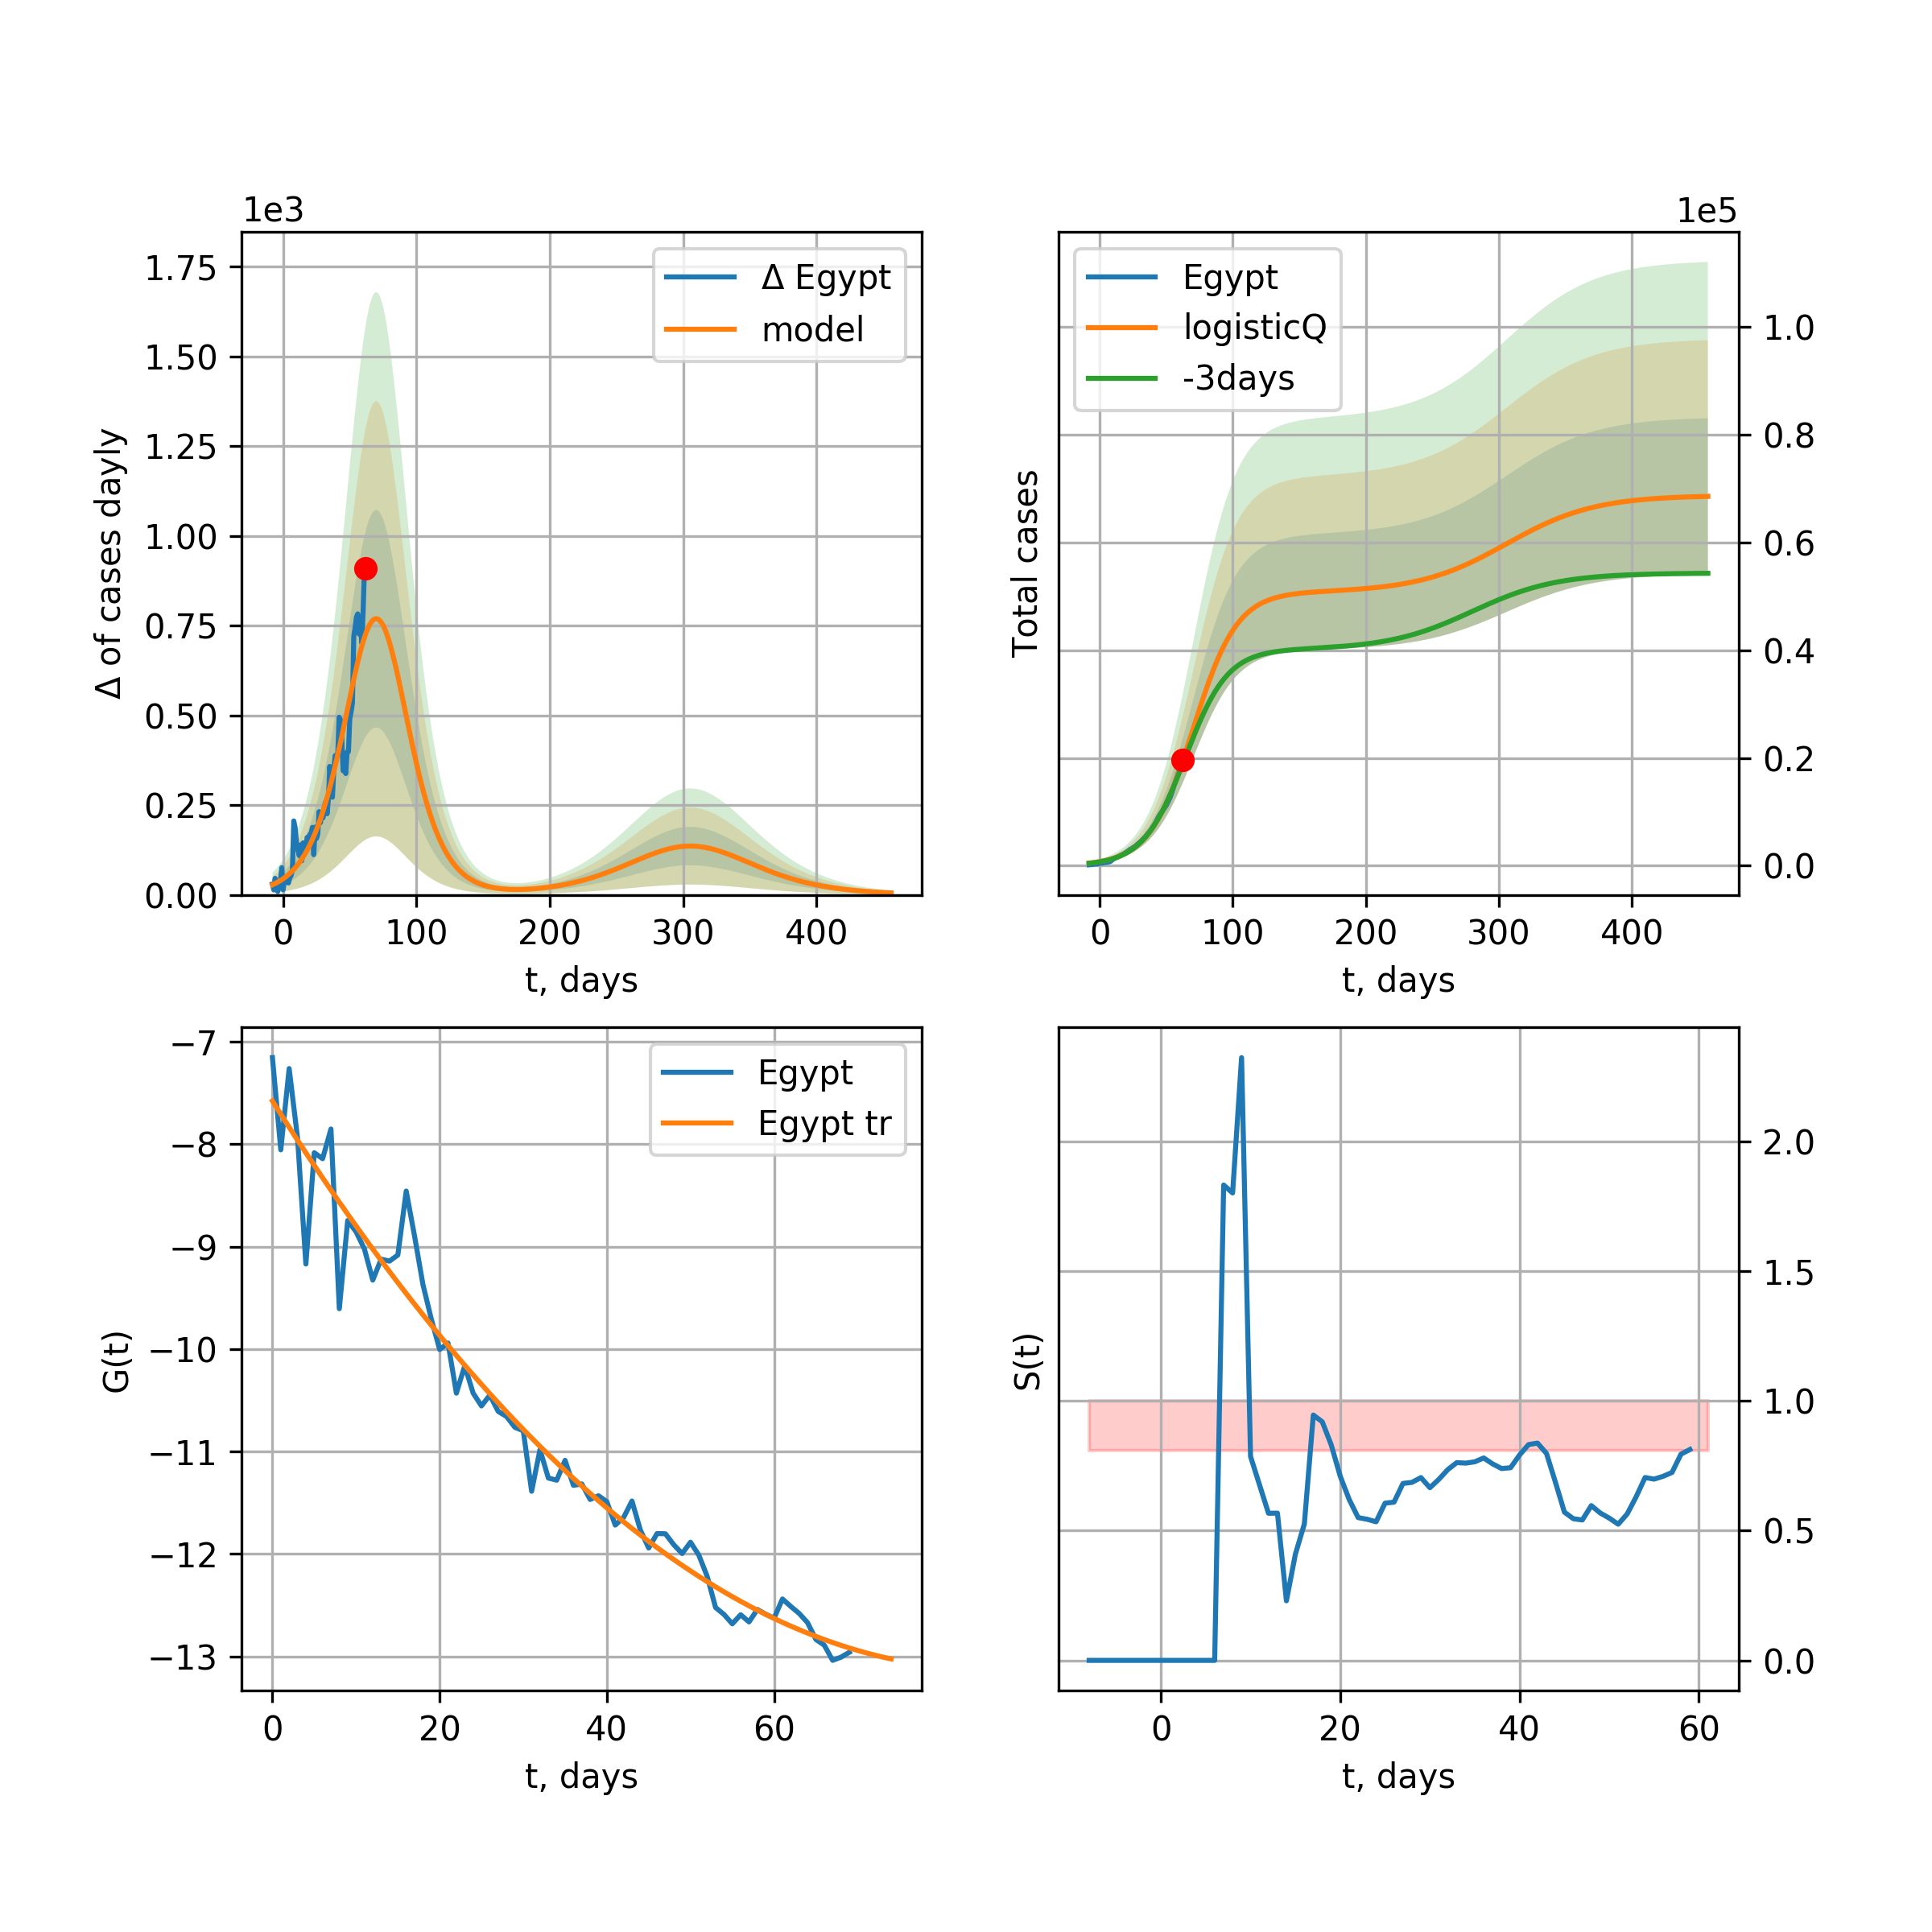 1e3
Δ of cases dayly
1.75
1.50
1.25
1.00
0.75
0.50
0.25
0.00
Δ Egypt
model
0 100 200 300 400
t, days
1e5
Total cases
Egypt
logisticQ
-3days
1.0
0.8
0.6
0.4
0.2
0.0
0 100 200 300 400
t, days
G(t)
−7
−8
−9
−10
−11
−12
−13
Egypt
Egypt tr
0 20 40 60
t, days
S(t)
2.0
1.5
1.0
0.5
0.0
0 20 40 60
t, days